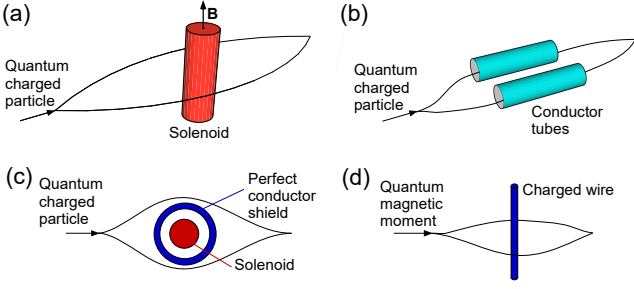 (a)
B
Quantum
charged
particle
Solenoid
(b)
Quantum
charged
particle
Conductor
tubes
(c)
Quantum
charged
particle
Perfect
conductor
shield
Solenoid
(d)
Quantum
magnetic
moment
Charged wire